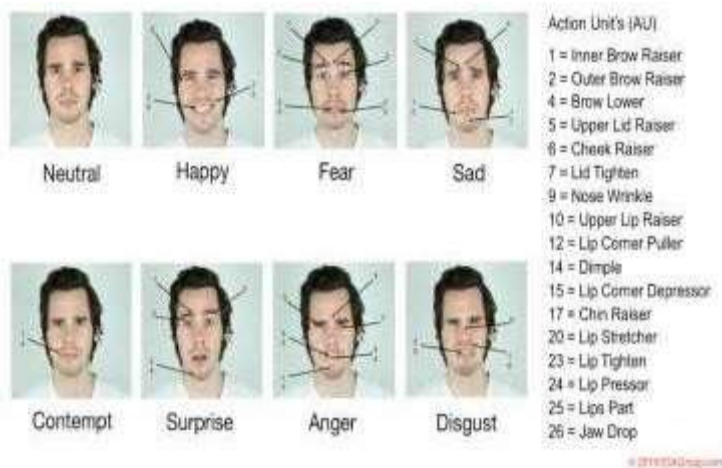 Neutral
Happy
Fear
Sad
Contempt
Surprise
Anger
Disgust
Action Unit's (AU)
1 = Inner Brow Raiser
2 = Outer Brow Raiser
4 = Brow Lower
5 = Upper Lid Raiser
6 = Cheek Raiser
7 = Lid Tighten
9 = Nose Wrinkle
10 = Upper Lip Raiser
12 = Lip Corner Puller
14 = Dimple
15 = Lip Corner Depressor
17 = Chin Raiser
20 = Lip Stretcher
23 = Lip Tighten
24 = Lip Pressor
25 = Lips Part
26 = Jaw Drop